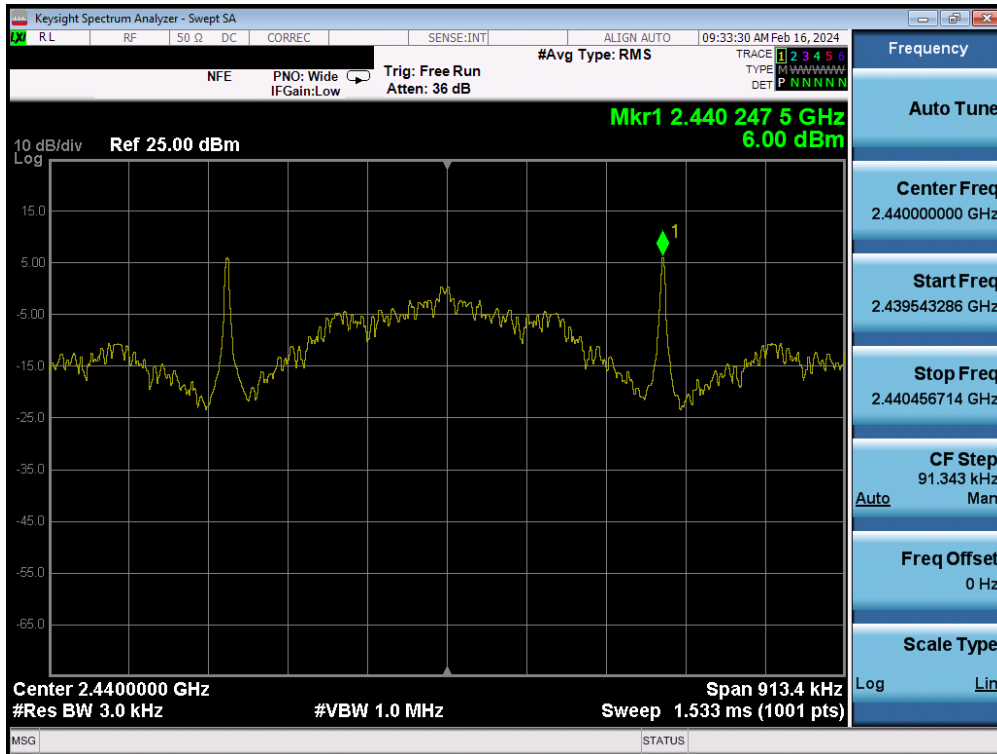 Keysight Spectrum Analyzer - Swept SA
LXI RL RF 50 Ω DC CORREC SENSE:INT ALIGN AUTO 09:33:30 AM Feb 16, 2024
NFE PNO: Wide Trig: Free Run #Avg Type: RMS TRACE 1 2 3 4 5 6
IFGain:Low Atten: 36 dB TYPE M WWWWW
DET P N N N N N
Mkr1 2.440 247 5 GHz
6.00 dBm
10 dB/div Ref 25.00 dBm
Log
15.0
5.00
-5.00
-15.0
-25.0
-35.0
-45.0
-55.0
-65.0
1
Center 2.4400000 GHz Span 913.4 kHz
#Res BW 3.0 kHz #VBW 1.0 MHz Sweep 1.533 ms (1001 pts)
MSG STATUS
Frequency
Auto Tune
Center Freq
2.440000000 GHz
Start Freq
2.439543286 GHz
Stop Freq
2.440456714 GHz
CF Step
91.343 kHz
Auto Man
Freq Offset
0 Hz
Scale Type
Log Lin